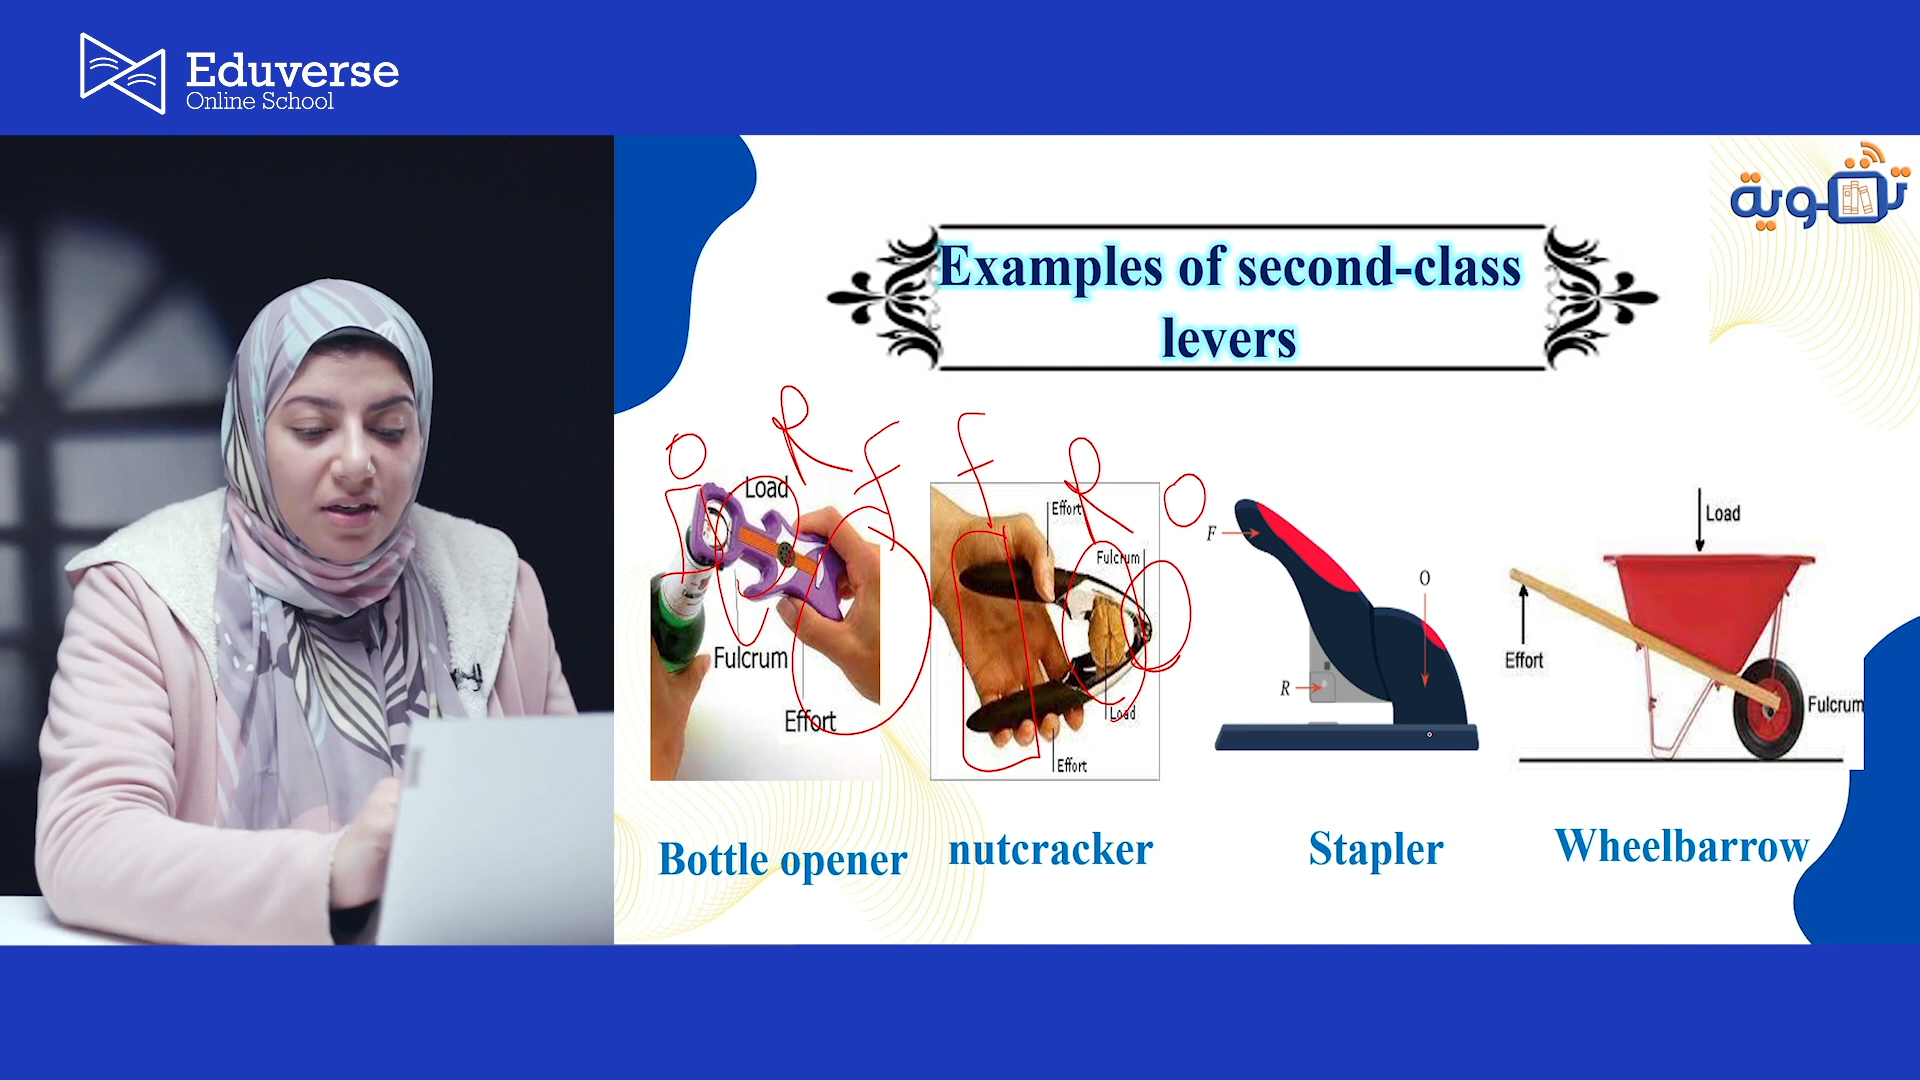 Eduverse
Online School
تقوية
Examples of second-class
levers
O
R
F
F
R
O
Load
Fulcrum
Effort
Effort
Fulcrum
Load
Effort
F
O
R
Load
Effort
Fulcrum
Bottle opener
nutcracker
Stapler
Wheelbarrow